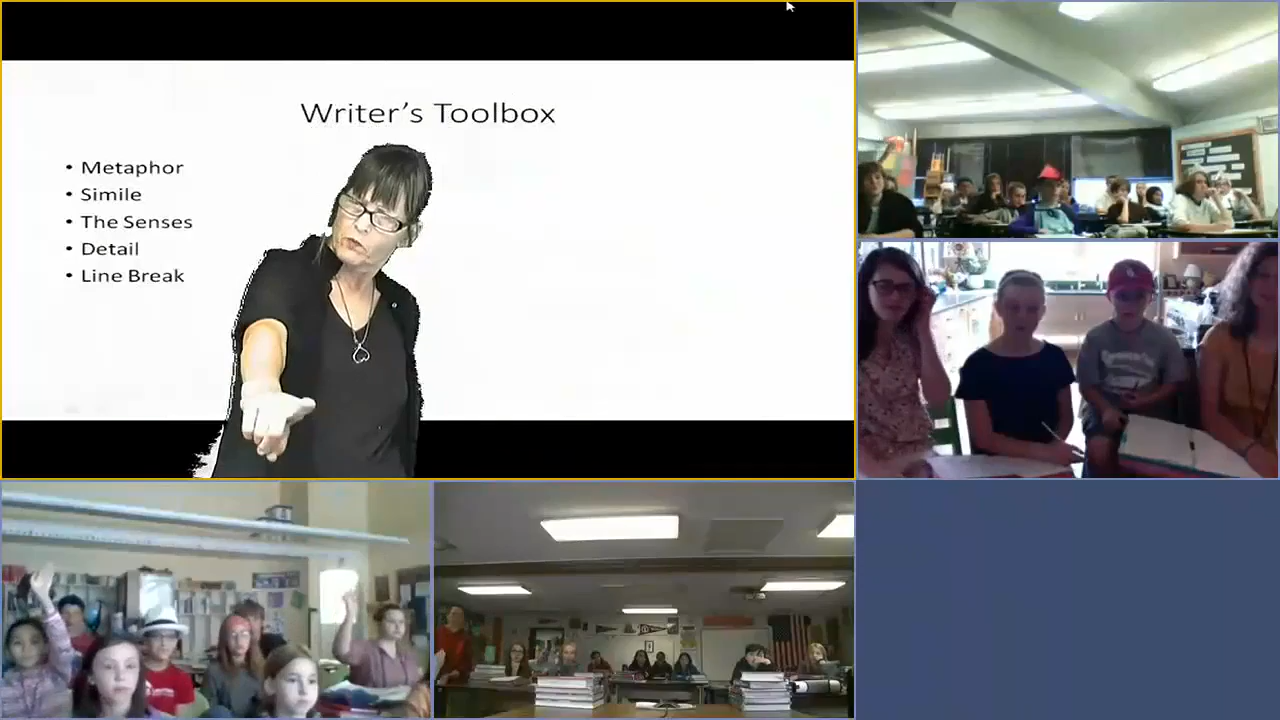 Writer's Toolbox
• Metaphor
• Simile
• The Senses
• Detail
• Line Break